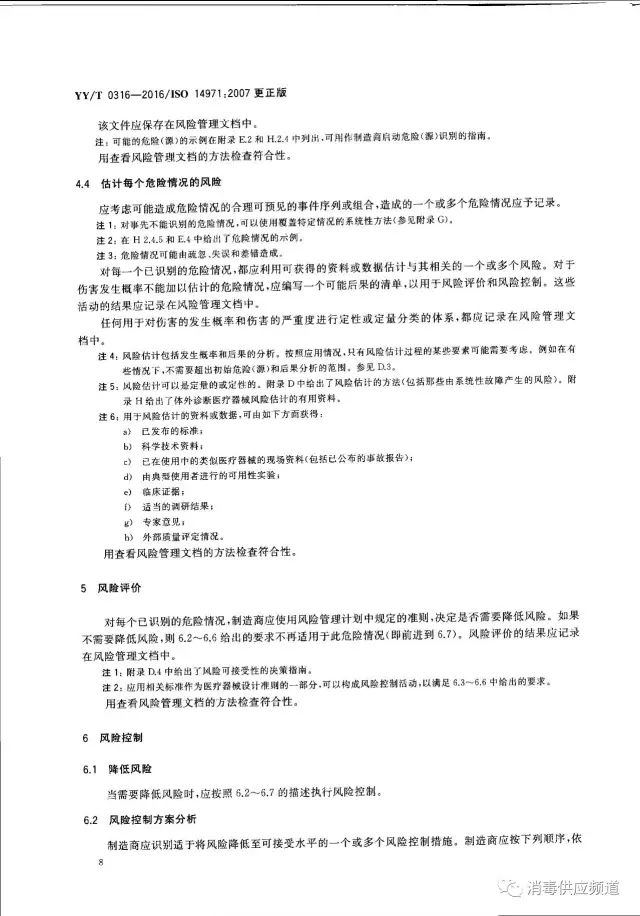 YY/T 0316—2016/ISO 14971:2007 更正版
该文件应保存在风险管理文档中。
注:可能的危险(源)的示例在附录 E.2 和 H.2.4 中列出,可用作制造商启动危险(源)识别的指南。
用查看风险管理文档的方法检查符合性。
4.4 估计每个危险情况的风险
应考虑可能造成危险情况的合理可预见的事件序列或组合,造成的一个或多个危险情况应予记录。
注 1:对事先不能识别的危险情况,可以使用覆盖特定情况的系统性方法(参见附录 G)。
注 2:在 H 2.4.5 和 E.4 中给出了危险情况的示例。
注 3:危险情况可能由疏忽、失误和差错造成。
对每一个已识别的危险情况,都应利用可获得的资料或数据估计与其相关的一个或多个风险。对于
伤害发生概率不能加以估计的危险情况,应编写一个可能后果的清单,以用于风险评价和风险控制。这些
活动的结果应记录在风险管理文档中。
任何用于对伤害的发生概率和伤害的严重度进行定性或定量分类的体系,都应记录在风险管理文
档中。
注 4:风险估计包括发生概率和后果的分析。按照应用情况,只有风险估计过程的某些要素可能需要考虑。例如在有
些情况下,不需要超出初始危险(源)和后果分析的范围。参见 D.3。
注 5:风险估计可以是定量的或定性的。附录 D 中给出了风险估计的方法(包括那些由系统性故障产生的风险)。附
录 H 给出了体外诊断医疗器械风险估计的有用资料。
注 6:用于风险估计的资料或数据,可由如下方面获得:
a) 已发布的标准;
b) 科学技术资料;
c) 已在使用中的类似医疗器械的现场资料(包括已公布的事故报告);
d) 由典型使用者进行的可用性实验;
e) 临床证据;
f) 适当的调研结果;
g) 专家意见;
h) 外部质量评定情况。
用查看风险管理文档的方法检查符合性。
5 风险评价
对每个已识别的危险情况,制造商应使用风险管理计划中规定的准则,决定是否需要降低风险。如果
不需要降低风险,则 6.2~6.6 给出的要求不再适用于此危险情况(即前进到 6.7)。风险评价的结果应记录
在风险管理文档中。
注 1:附录 D.4 中给出了风险可接受性的决策指南。
注 2:应用相关标准作为医疗器械设计准则的一部分,可以构成风险控制活动,以满足 6.3~6.6 中给出的要求。
用查看风险管理文档的方法检查符合性。
6 风险控制
6.1 降低风险
当需要降低风险时,应按照 6.2~6.7 的描述执行风险控制。
6.2 风险控制方案分析
制造商应识别适于将风险降低至可接受水平的一个或多个风险控制措施。制造商应按下列顺序,依
8
消毒供应频道